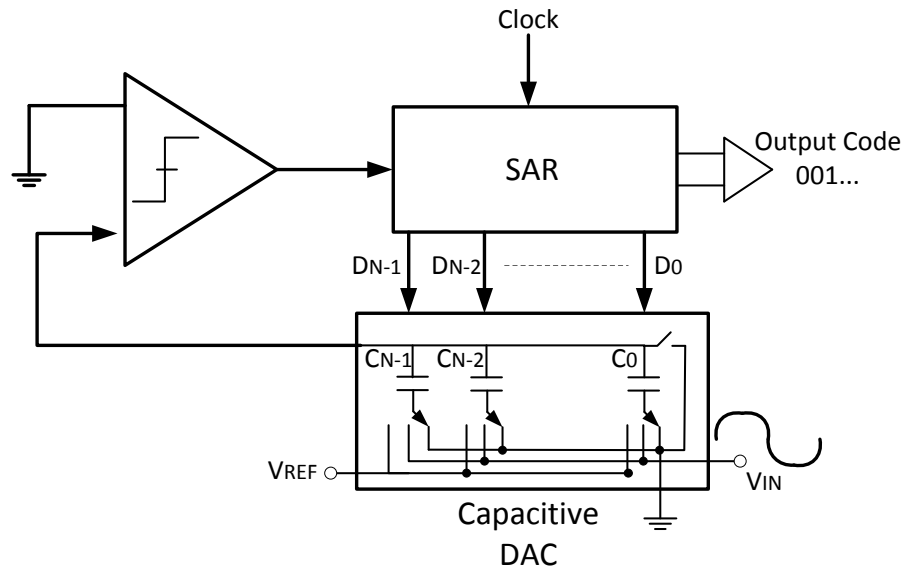 Clock
SAR
Output Code
001...
DN-1 DN-2 D0
CN-1 CN-2 C0
VREF
VIN
Capacitive
DAC